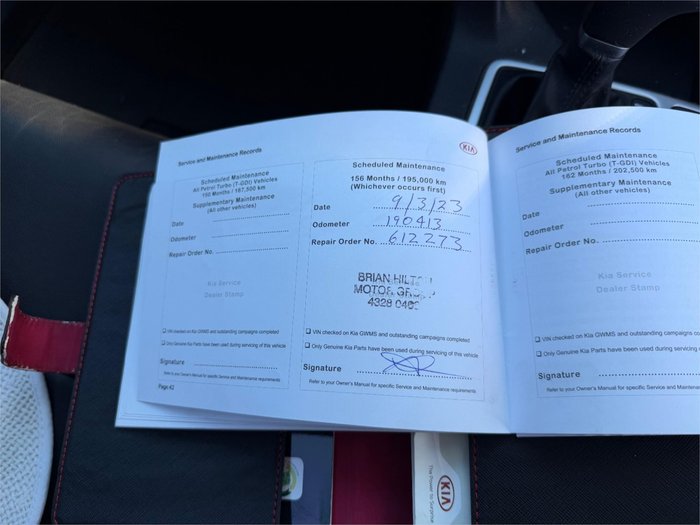 Service and Maintenance Records
Scheduled Maintenance
All Petrol Turbo (T-GDI) Vehicles
150 Months / 187,500 km
Supplementary Maintenance
(All other vehicles)
Date
Odometer
Repair Order No.
Kia Service
Dealer Stamp
VIN checked on Kia GWMS and outstanding campaigns completed
Only Genuine Kia Parts have been used during servicing of this vehicle
Signature
Refer to your Owner's Manual for specific Service and Maintenance requirements
Page 42
KIA
Scheduled Maintenance
156 Months / 195,000 km
(Whichever occurs first)
Date 9/3/23
Odometer 190413
Repair Order No. 612273
BRIAN HILTON
MOTOR GROUP
4328 0400
VIN checked on Kia GWMS and outstanding campaigns completed
Only Genuine Kia Parts have been used during servicing of this vehicle
Signature
Refer to your Owner's Manual for specific Service and Maintenance requirements
Service and Maintenance Records
Scheduled Maintenance
All Petrol Turbo (T-GDI) Vehicles
162 Months / 202,500 km
Supplementary Maintenance
(All other vehicles)
Date
Odometer
Repair Order No.
Kia Service
Dealer Stamp
VIN checked on Kia GWMS and outstanding campaigns
Only Genuine Kia Parts have been used during servicing
Signature
Refer to your Owner's Manual for specific Service and Maintenance
KIA
The Power to Surprise